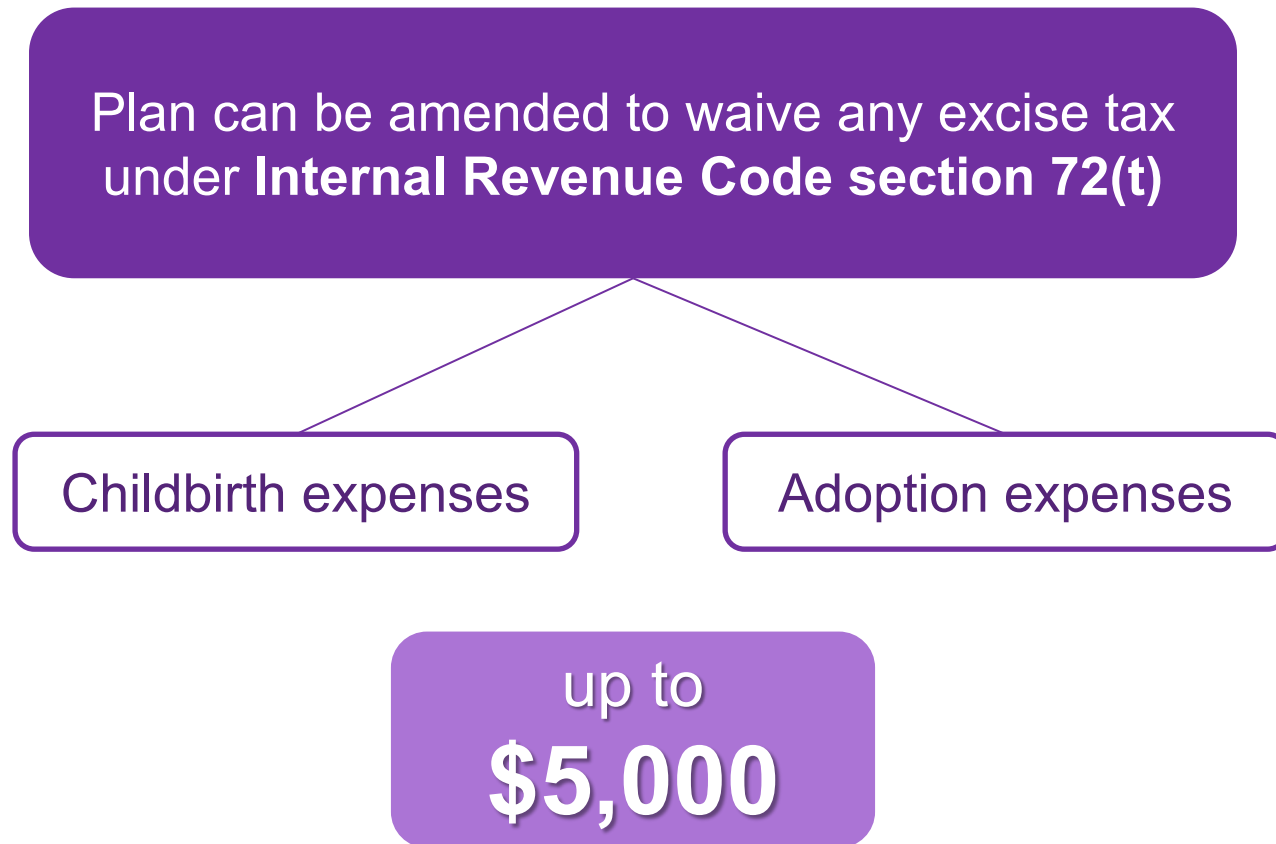 Plan can be amended to waive any excise tax
under Internal Revenue Code section 72(t)
Childbirth expenses
Adoption expenses
up to
$5,000